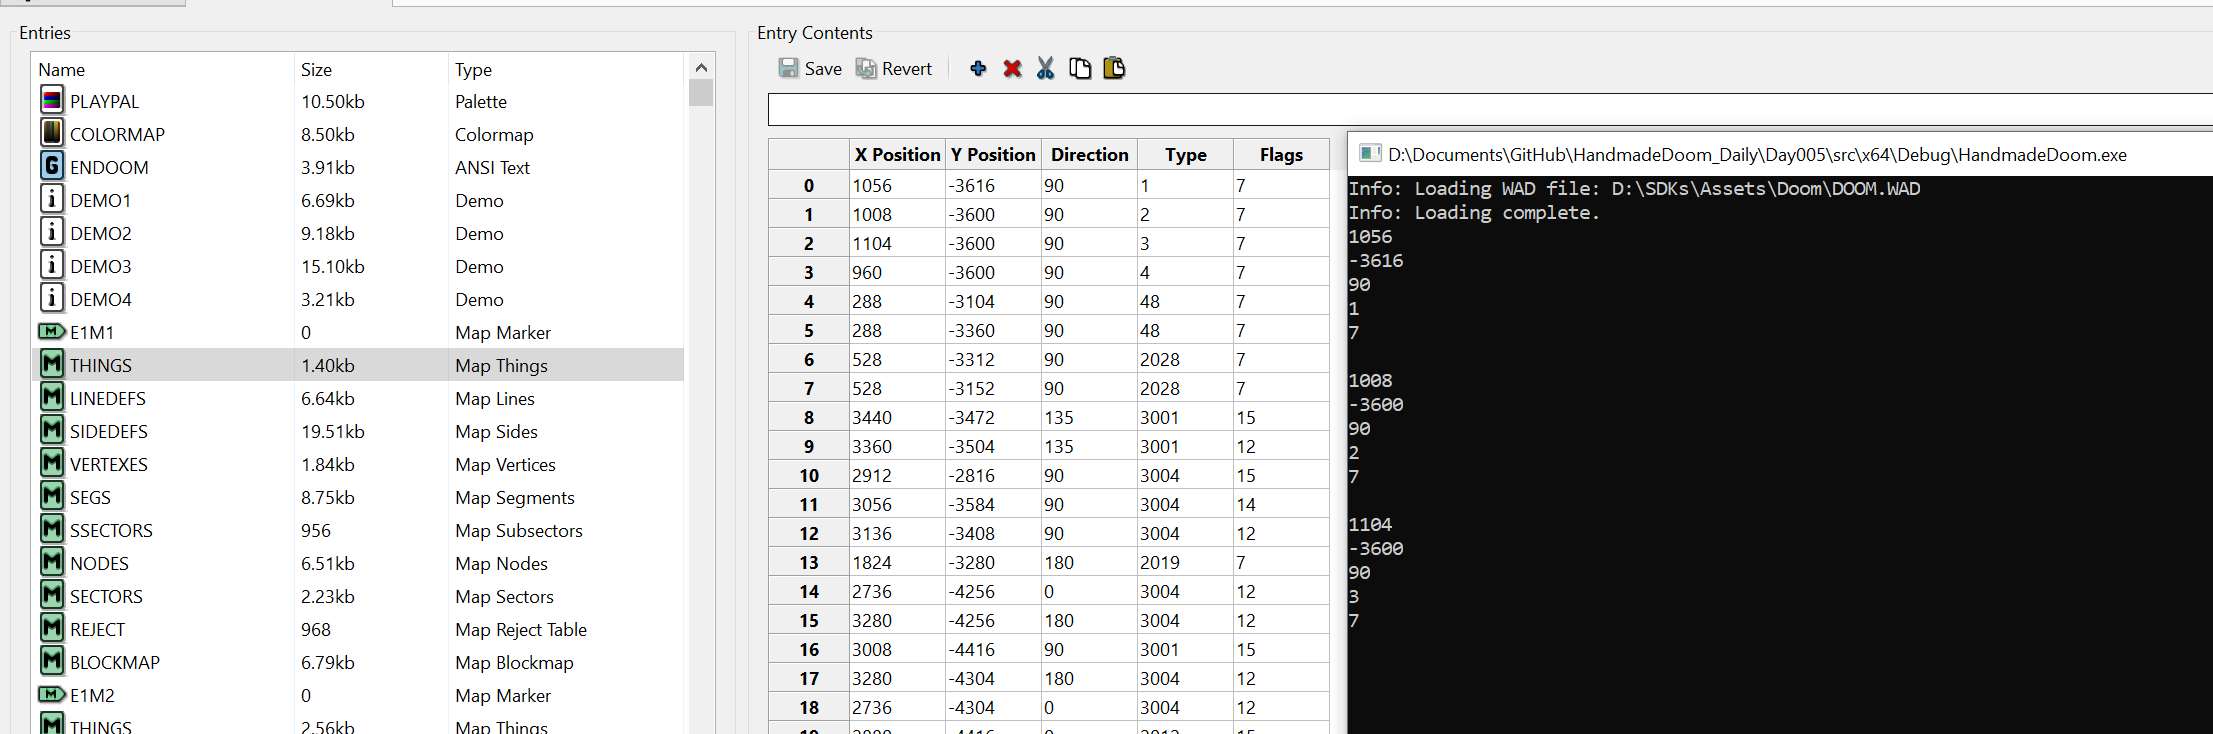 Entries
Name Size Type
PLAYPAL 10.50kb Palette
COLORMAP 8.50kb Colormap
ENDOOM 3.91kb ANSI Text
DEMO1 6.69kb Demo
DEMO2 9.18kb Demo
DEMO3 15.10kb Demo
DEMO4 3.21kb Demo
E1M1 0 Map Marker
THINGS 1.40kb Map Things
LINEDEFS 6.64kb Map Lines
SIDEDEFS 19.51kb Map Sides
VERTEXES 1.84kb Map Vertices
SEGS 8.75kb Map Segments
SSECTORS 956 Map Subsectors
NODES 6.51kb Map Nodes
SECTORS 2.23kb Map Sectors
REJECT 968 Map Reject Table
BLOCKMAP 6.79kb Map Blockmap
E1M2 0 Map Marker
THINGS 2.56kb Map Things
Entry Contents
Save Revert
X Position Y Position Direction Type Flags
0 1056 -3616 90 1 7
1 1008 -3600 90 2 7
2 1104 -3600 90 3 7
3 960 -3600 90 4 7
4 288 -3104 90 48 7
5 288 -3360 90 48 7
6 528 -3312 90 2028 7
7 528 -3152 90 2028 7
8 3440 -3472 135 3001 15
9 3360 -3504 135 3001 12
10 2912 -2816 90 3004 15
11 3056 -3584 90 3004 14
12 3136 -3408 90 3004 12
13 1824 -3280 180 2019 7
14 2736 -4256 0 3004 12
15 3280 -4256 180 3004 12
16 3008 -4416 90 3001 15
17 3280 -4304 180 3004 12
18 2736 -4304 0 3004 12
D:\Documents\GitHub\HandmadeDoom_Daily\Day005\src\x64\Debug\HandmadeDoom.exe
Info: Loading WAD file: D:\SDKs\Assets\Doom\DOOM.WAD
Info: Loading complete.
1056
-3616
90
1
7
1008
-3600
90
2
7
1104
-3600
90
3
7